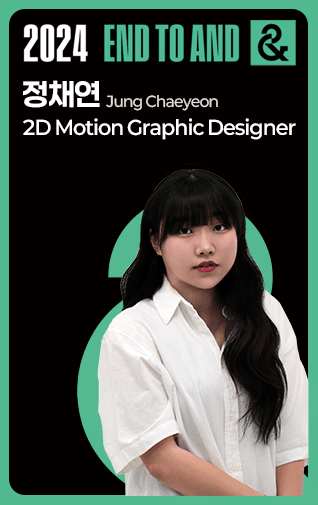 2024 END TO AND &
정채연 Jung Chaeyeon
2D Motion Graphic Designer